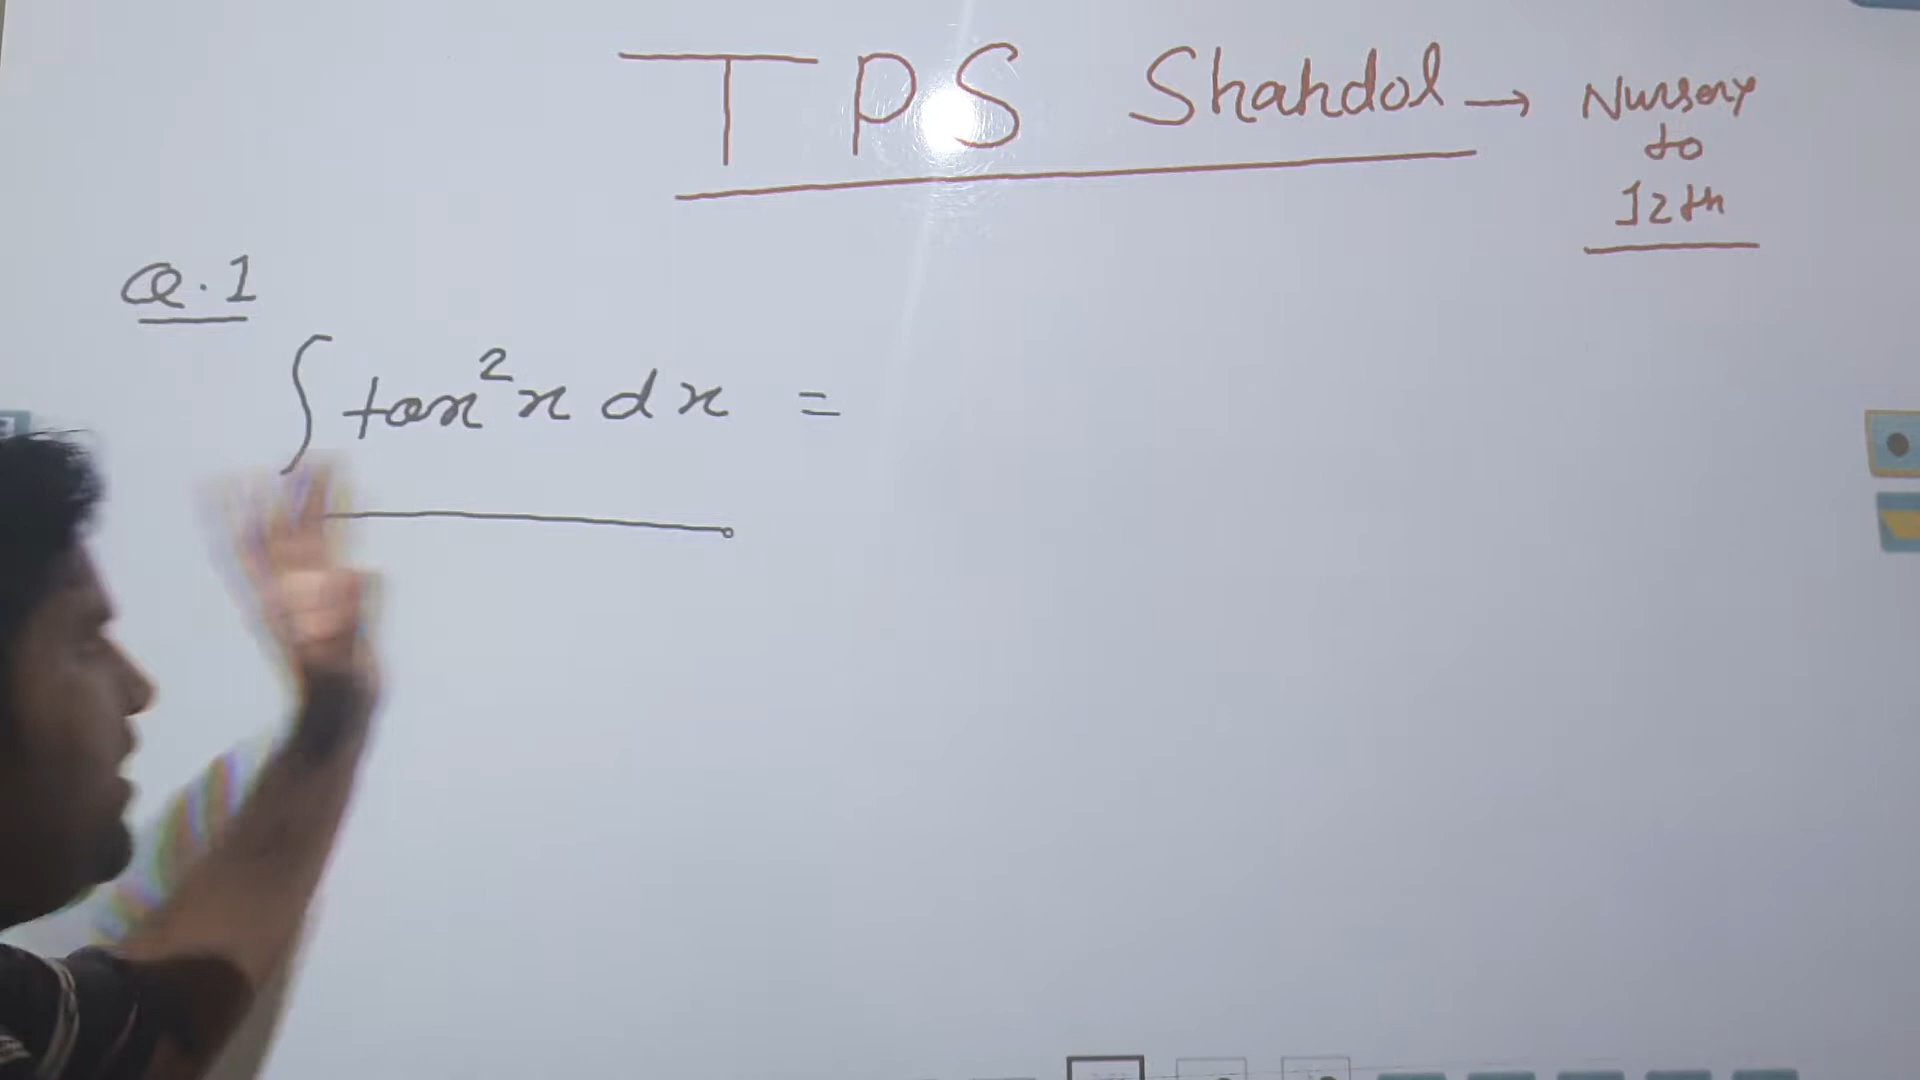 TPS Shahdol → Nursery
to
12th
Q.1
∫ tan²x dx =